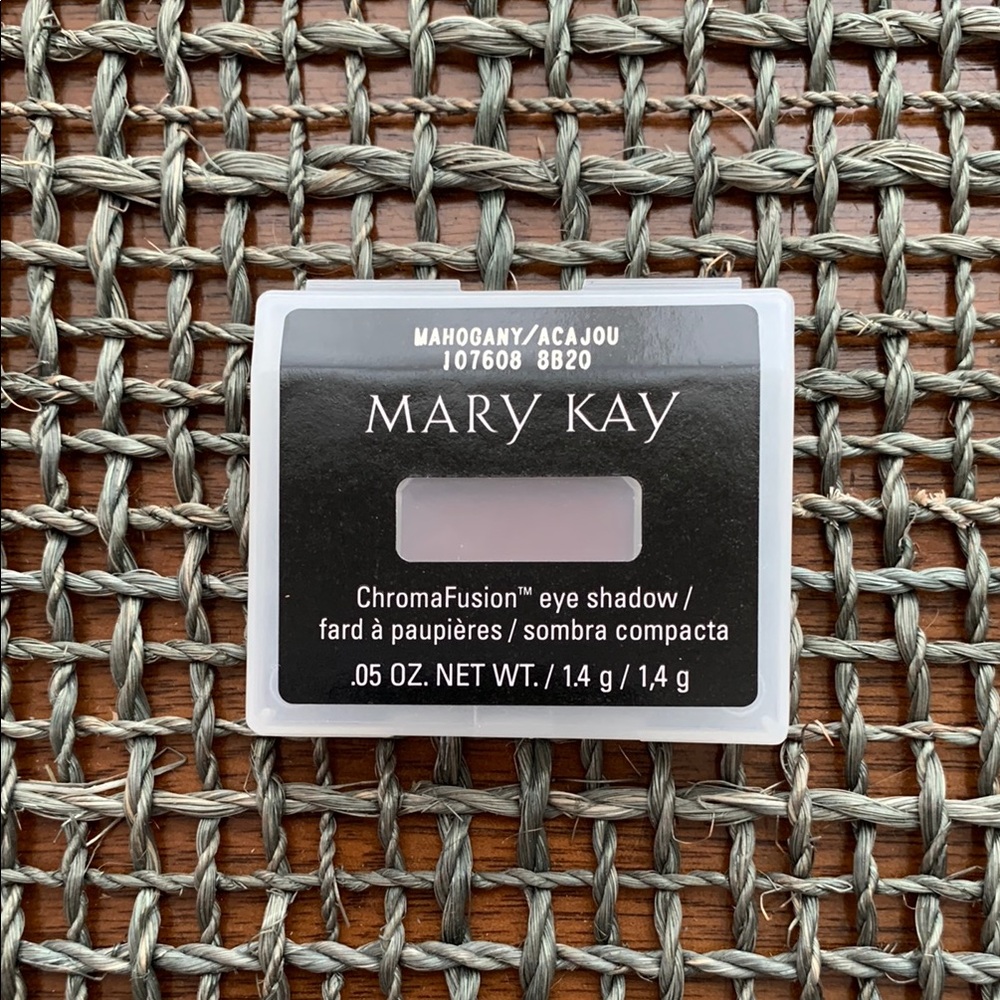 MAHOGANY/ACAJOU
107608 8B20
MARY KAY
ChromaFusion™ eye shadow /
fard à paupières / sombra compacta
.05 OZ. NET WT. / 1.4 g / 1,4 g